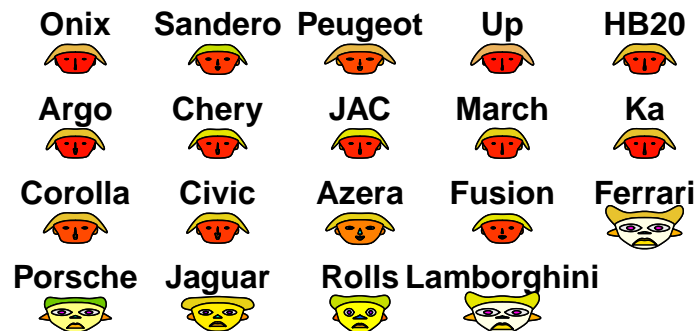 Onix Sandero Peugeot Up HB20
Argo Chery JAC March Ka
Corolla Civic Azera Fusion Ferrari
Porsche Jaguar Rolls Lamborghini